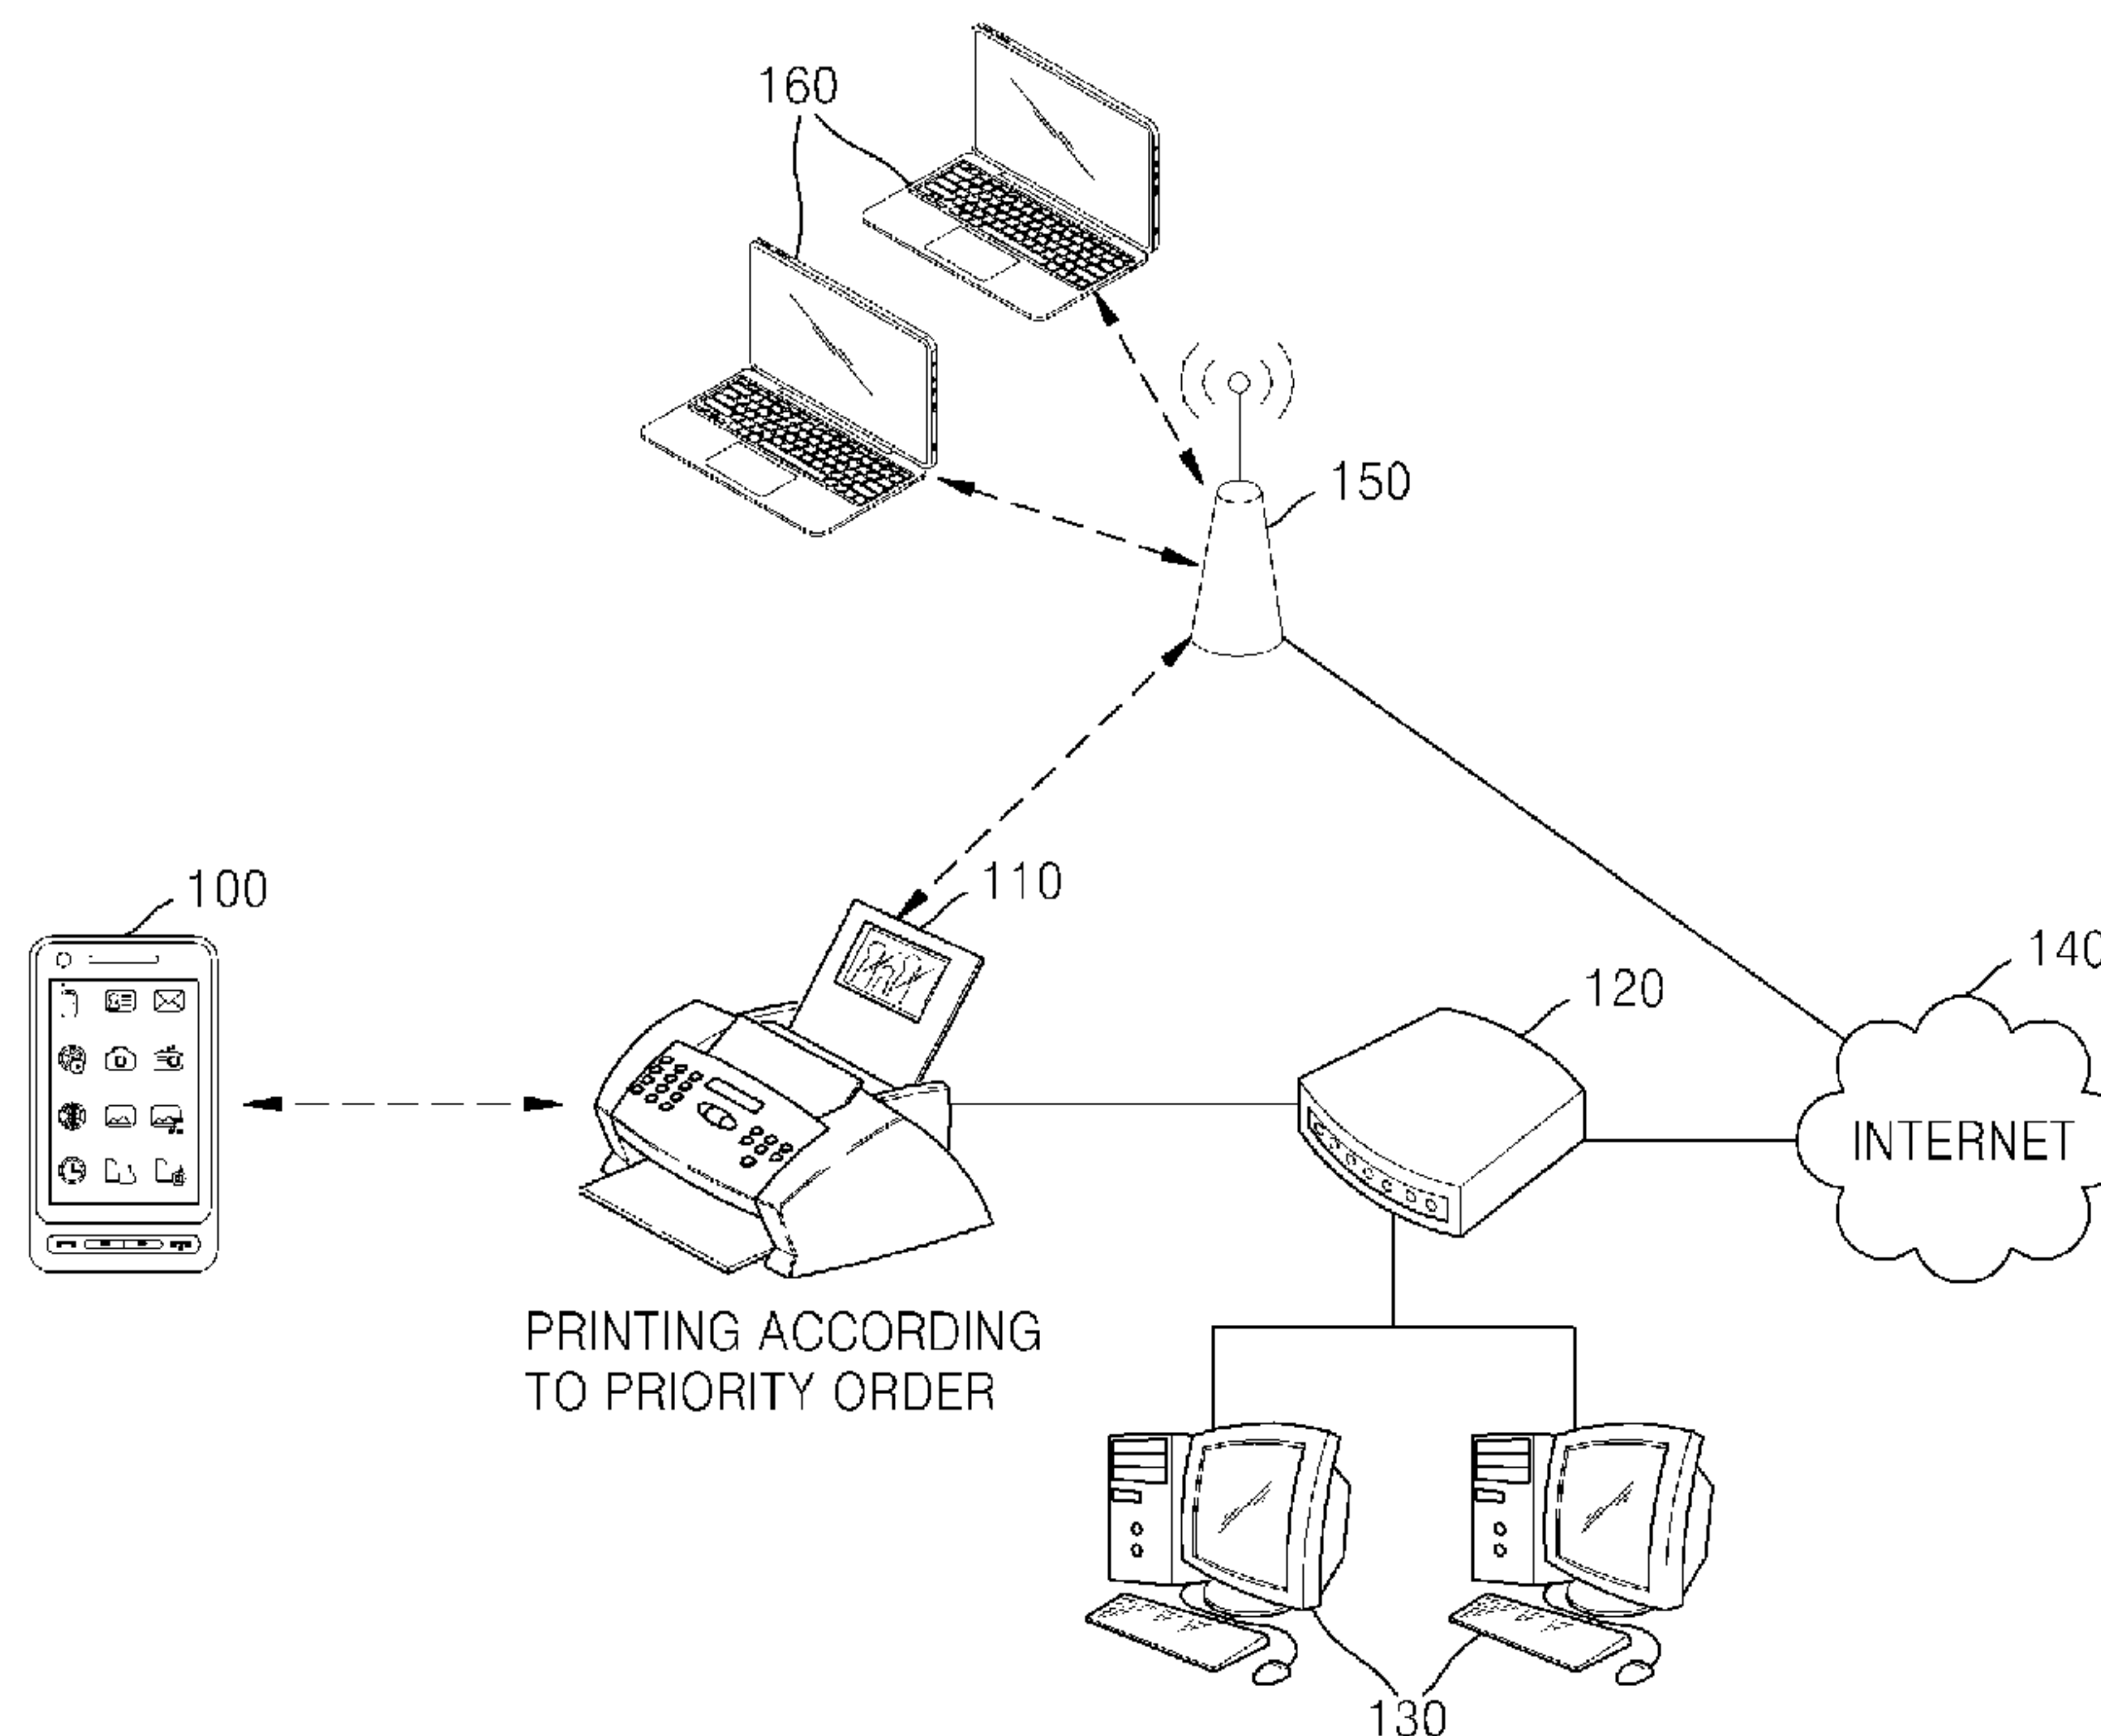 160
150
100
110
120
140
INTERNET
PRINTING ACCORDING
TO PRIORITY ORDER
130